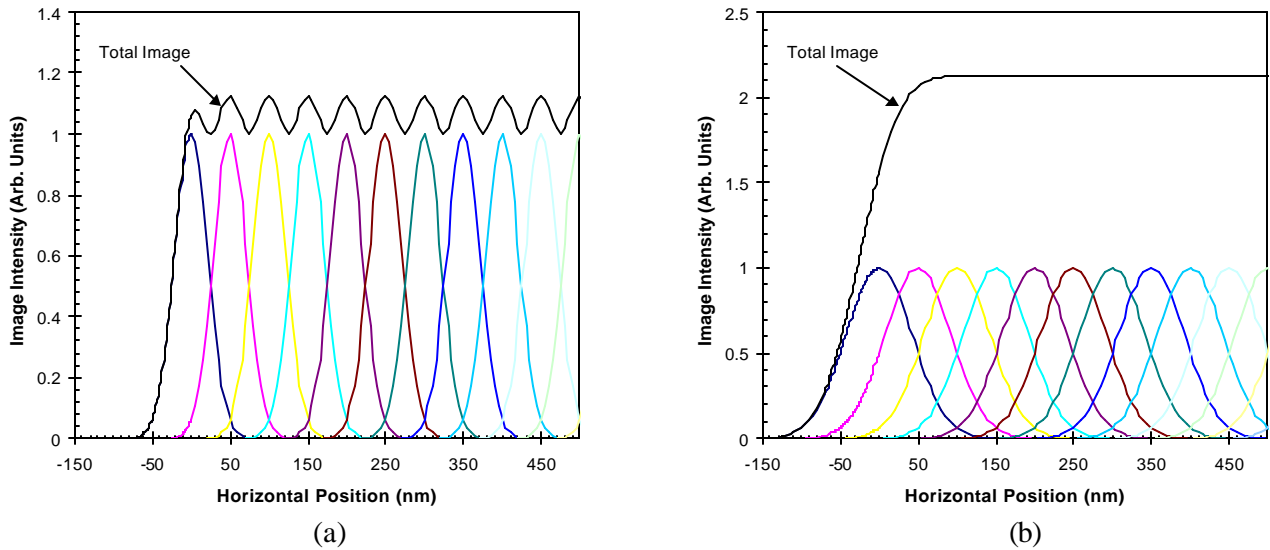 1.4
1.2
1
0.8
0.6
0.4
0.2
0
Image Intensity (Arb. Units)
Total Image
-150 -50 50 150 250 350 450
Horizontal Position (nm)
(a)
2.5
2
1.5
1
0.5
0
Image Intensity (Arb. Units)
Total Image
-150 -50 50 150 250 350 450
Horizontal Position (nm)
(b)